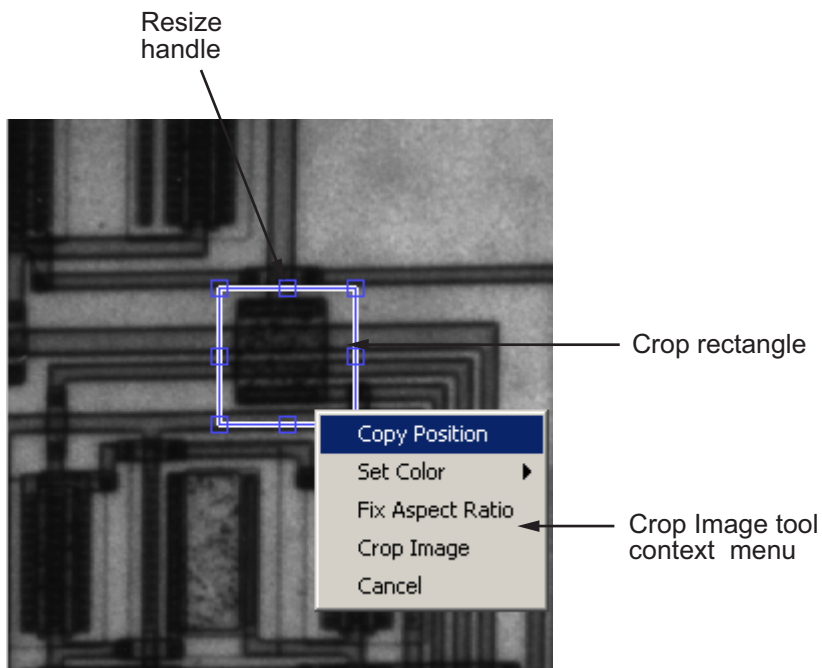 Resize
handle
Crop rectangle
Copy Position
Set Color
Fix Aspect Ratio
Crop Image
Cancel
Crop Image tool
context menu